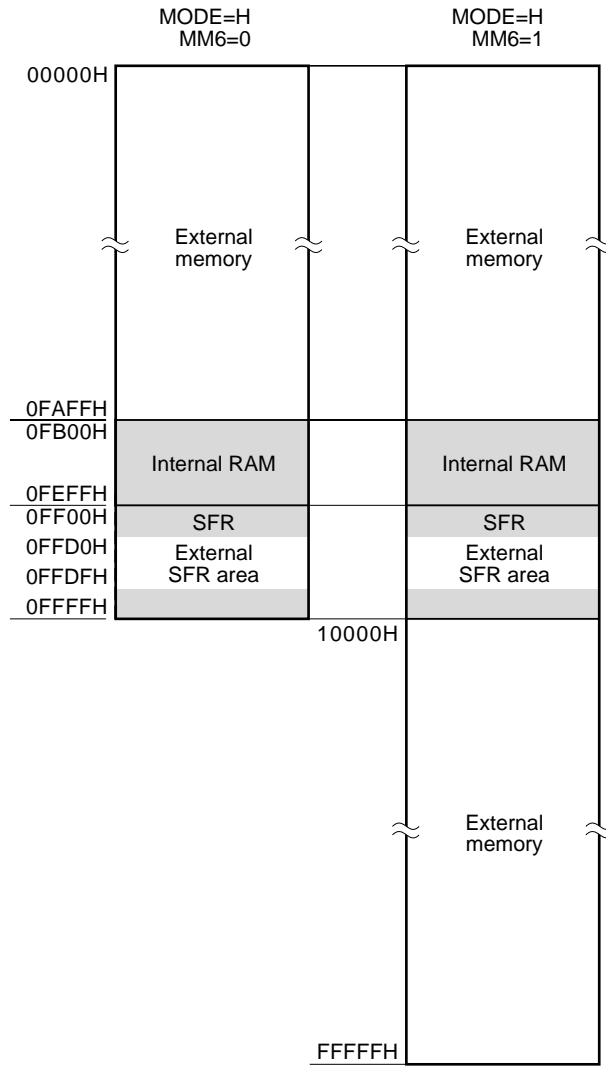 MODE=H
MM6=0
MODE=H
MM6=1
00000H
External
memory
External
memory
0FAFFH
0FB00H
Internal RAM
Internal RAM
0FEFFH
0FF00H
SFR
SFR
0FFD0H
External
SFR area
External
SFR area
0FFDFH
0FFFFH
10000H
External
memory
FFFFFH